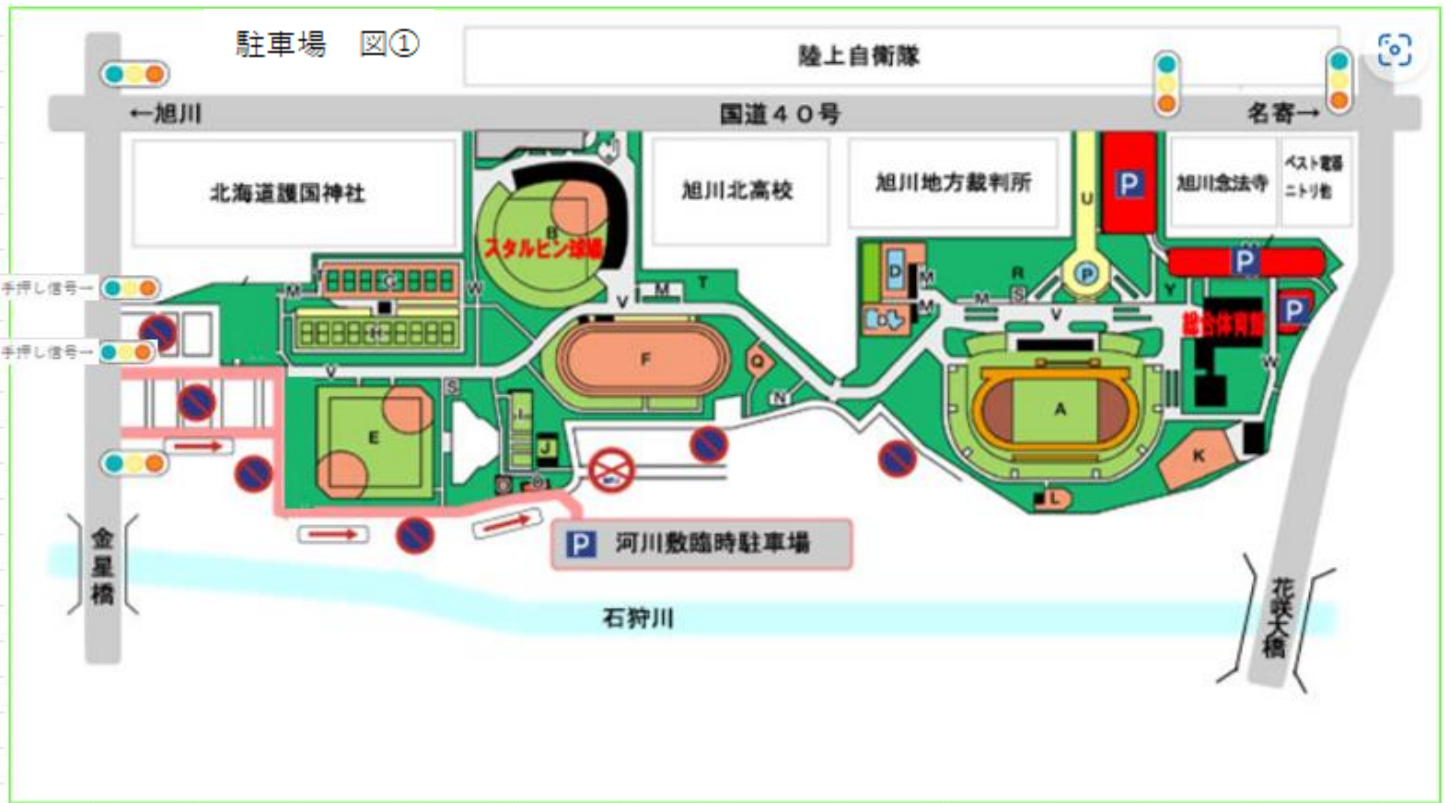 駐車場 図①
陸上自衛隊
←旭川
国道40号
名寄→
北海道護国神社
旭川北高校
旭川地方裁判所
旭川念法寺
ベスト電器
ニトリ他
P
U
B
スタルビン球場
手押し信号→
手押し信号→
G
M
H
W
V
M
T
D
M
M
D
R
M
S
P
V
Y
P
P
総合体育館
W
V
S
F
Q
N
E
I
J
A
K
L
P 河川敷臨時駐車場
金星橋
石狩川
花咲大橋